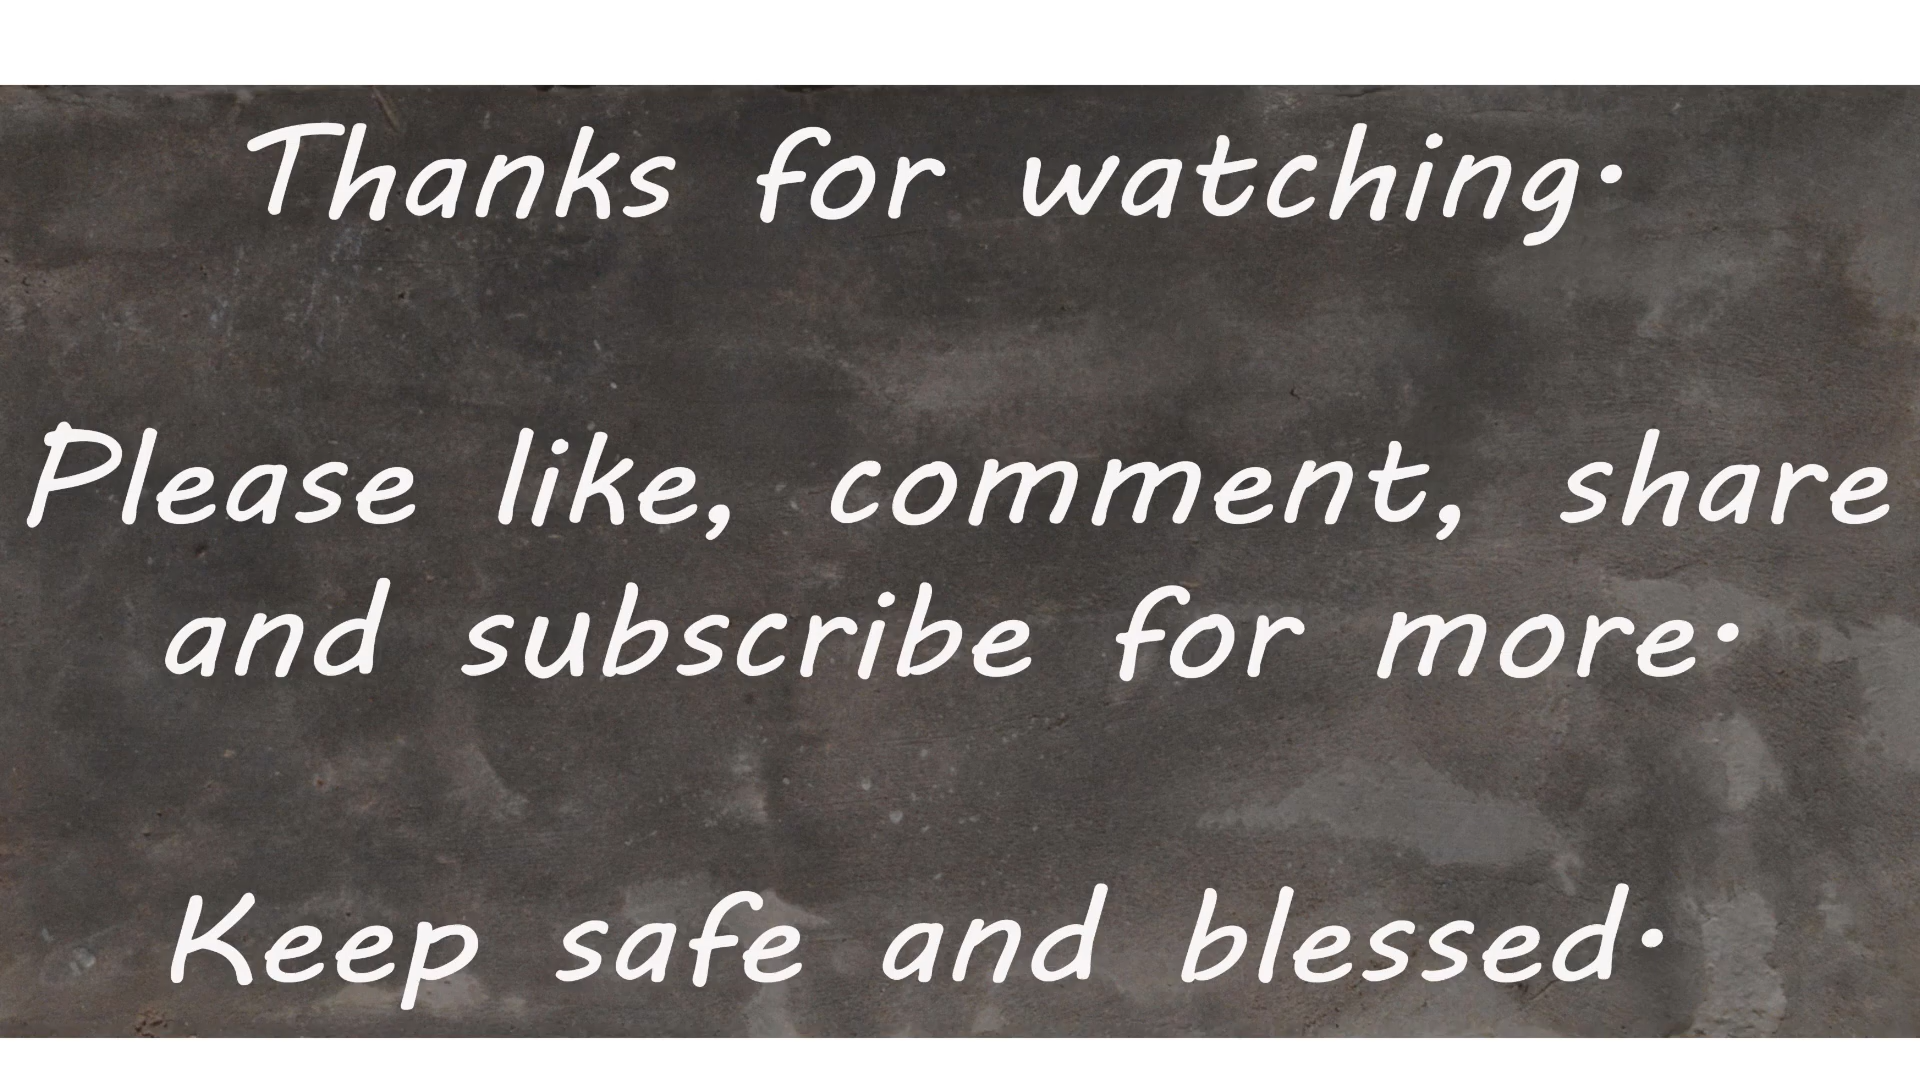 Thanks for watching.
Please like, comment, share
and subscribe for more.
Keep safe and blessed.